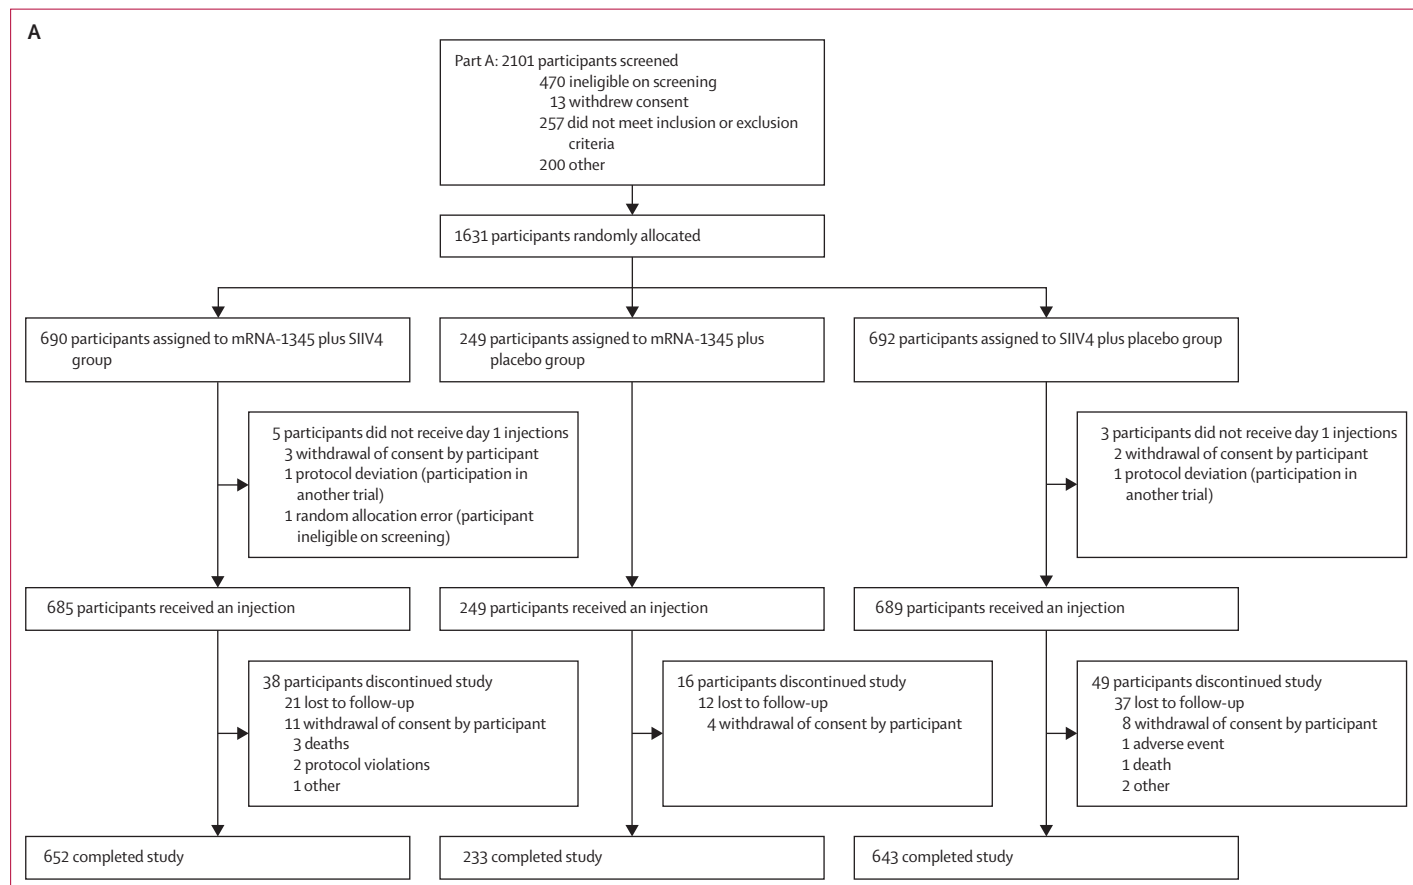 A
Part A: 2101 participants screened
470 ineligible on screening
13 withdrew consent
257 did not meet inclusion or exclusion
criteria
200 other
1631 participants randomly allocated
690 participants assigned to mRNA-1345 plus SIIV4
group
249 participants assigned to mRNA-1345 plus
placebo group
692 participants assigned to SIIV4 plus placebo group
5 participants did not receive day 1 injections
3 withdrawal of consent by participant
1 protocol deviation (participation in
another trial)
1 random allocation error (participant
ineligible on screening)
3 participants did not receive day 1 injections
2 withdrawal of consent by participant
1 protocol deviation (participation in
another trial)
685 participants received an injection
249 participants received an injection
689 participants received an injection
38 participants discontinued study
21 lost to follow-up
11 withdrawal of consent by participant
3 deaths
2 protocol violations
1 other
16 participants discontinued study
12 lost to follow-up
4 withdrawal of consent by participant
49 participants discontinued study
37 lost to follow-up
8 withdrawal of consent by participant
1 adverse event
1 death
2 other
652 completed study
233 completed study
643 completed study